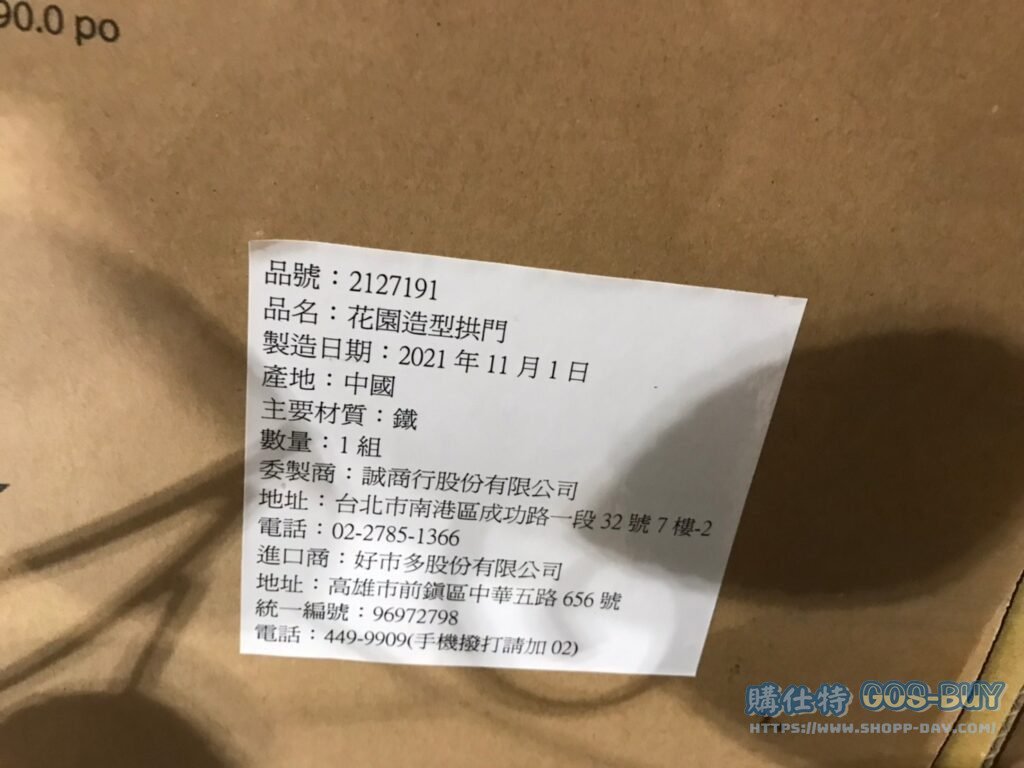 90.0 po
品號：2127191
品名：花園造型拱門
製造日期：2021 年 11 月 1 日
產地：中國
主要材質：鐵
數量：1 組
委製商：誠商行股份有限公司
地址：台北市南港區成功路一段 32 號 7 樓-2
電話：02-2785-1366
進口商：好市多股份有限公司
地址：高雄市前鎮區中華五路 656 號
統一編號：96972798
電話：449-9909(手機撥打請加 02)
購仕特 GOS-BUY
HTTPS://WWW.SHOPP-DAY.COM/